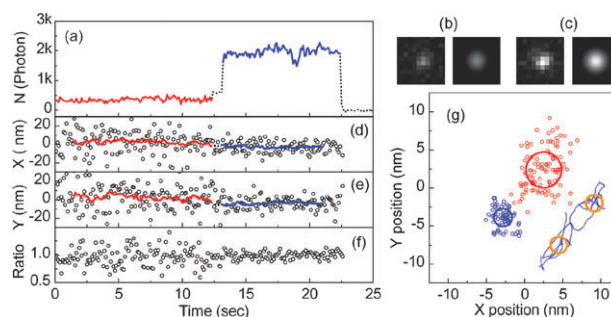 (a)
N (Photon)
3k
2k
1k
0
(b)
(c)
(d)
X ( nm)
20
0
-20
(e)
Y (nm)
20
0
-20
(f)
Ratio
1.0
0.5
0 5 10 15 20 25
Time (sec)
(g)
Y position (nm)
10
5
0
-5
-10
-15
-10 -5 0 5 10
X position (nm)